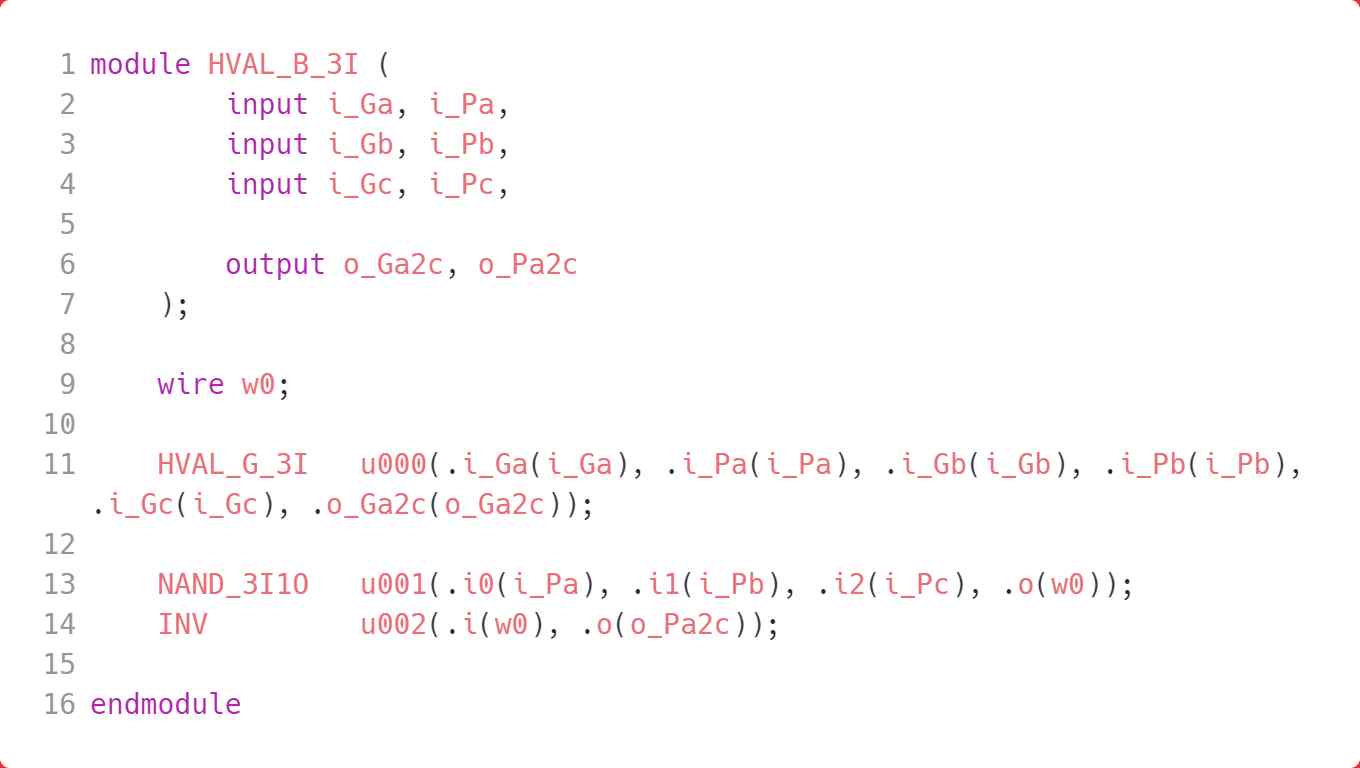 1 module HVAL_B_3I (
2         input i_Ga, i_Pa,
3         input i_Gb, i_Pb,
4         input i_Gc, i_Pc,
5
6         output o_Ga2c, o_Pa2c
7     );
8
9     wire w0;
10
11     HVAL_G_3I   u000(.i_Ga(i_Ga), .i_Pa(i_Pa), .i_Gb(i_Gb), .i_Pb(i_Pb),
.i_Gc(i_Gc), .o_Ga2c(o_Ga2c));
12
13     NAND_3I1O   u001(.i0(i_Pa), .i1(i_Pb), .i2(i_Pc), .o(w0));
14     INV         u002(.i(w0), .o(o_Pa2c));
15
16 endmodule